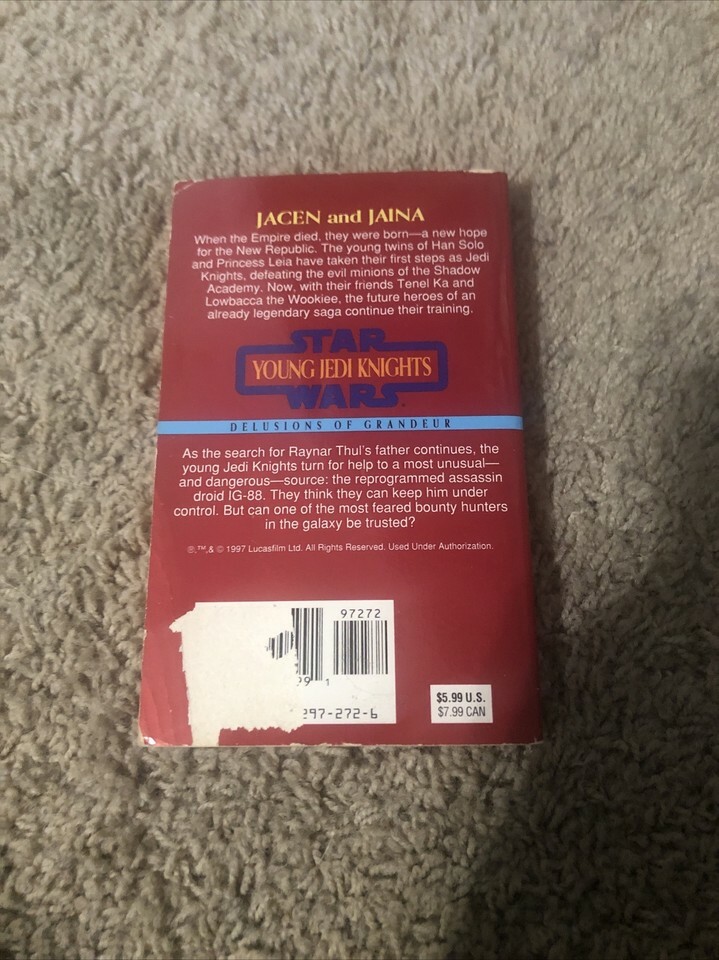 JACEN and JAINA
When the Empire died, they were born—a new hope
for the New Republic. The young twins of Han Solo
and Princess Leia have taken their first steps as Jedi
Knights, defeating the evil minions of the Shadow
Academy. Now, with their friends Tenel Ka and
Lowbacca the Wookiee, the future heroes of an
already legendary saga continue their training.
STAR
YOUNG JEDI KNIGHTS
WARS
DELUSIONS OF GRANDEUR
As the search for Raynar Thul's father continues, the
young Jedi Knights turn for help to a most unusual—
and dangerous—source: the reprogrammed assassin
droid IG-88. They think they can keep him under
control. But can one of the most feared bounty hunters
in the galaxy be trusted?
®,™,& © 1997 Lucasfilm Ltd. All Rights Reserved. Used Under Authorization.
97272
99 1
297-272-6
$5.99 U.S.
$7.99 CAN